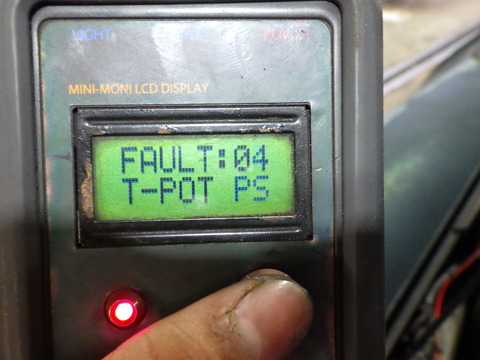 LIGHT POWER
MINI-MONI LCD DISPLAY
FAULT:04
T-POT PS